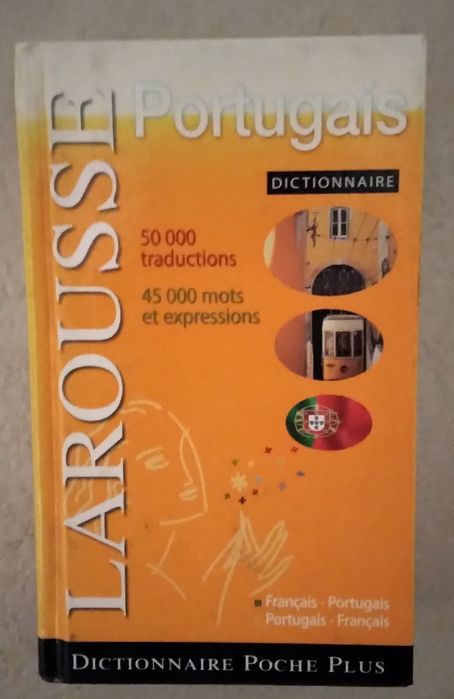 LAROUSSE
Portugais
DICTIONNAIRE
50 000
traductions
45 000 mots
et expressions
Français - Portugais
Portugais - Français
DICTIONNAIRE POCHE PLUS